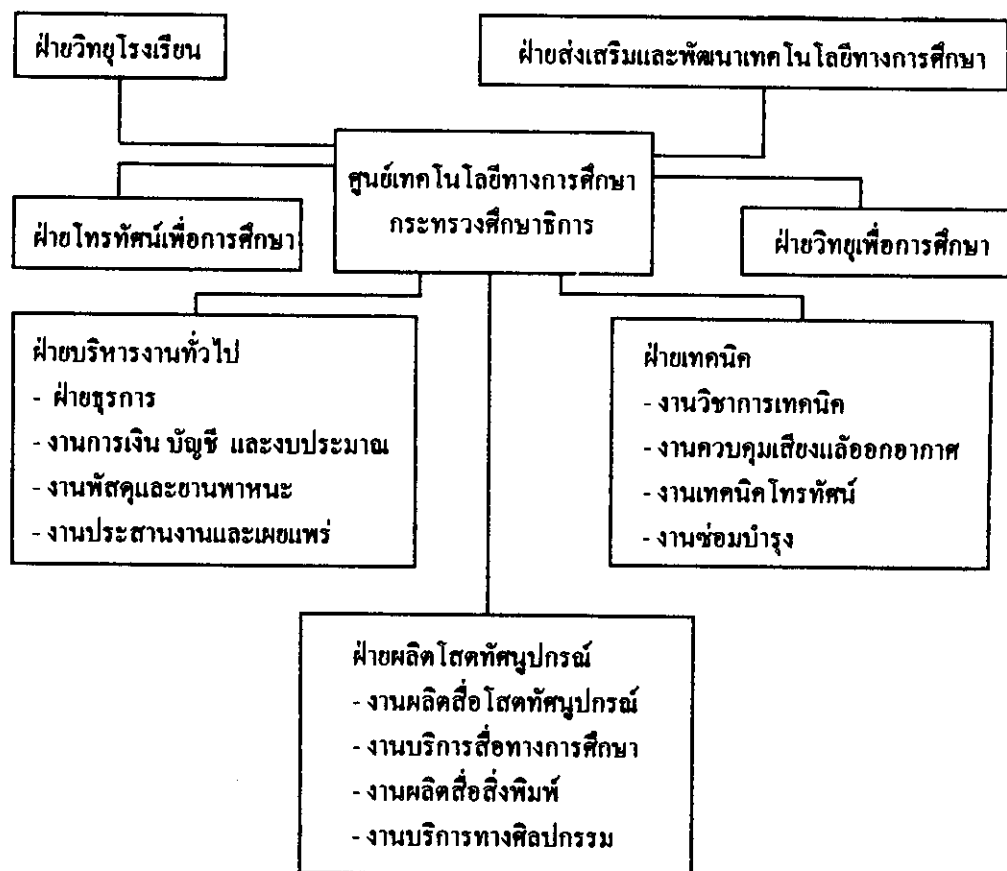 ฝ่ายวิทยุโรงเรียน
ฝ่ายส่งเสริมและพัฒนาเทคโนโลยีทางการศึกษา
ศูนย์เทคโนโลยีทางการศึกษา
กระทรวงศึกษาธิการ
ฝ่ายโทรทัศน์เพื่อการศึกษา
ฝ่ายวิทยุเพื่อการศึกษา
ฝ่ายบริหารงานทั่วไป
- ฝ่ายธุรการ
- งานการเงิน บัญชี และงบประมาณ
- งานพัสดุและยานพาหนะ
- งานประสานงานและเผยแพร่
ฝ่ายเทคนิค
- งานวิชาการเทคนิค
- งานควบคุมเสียงแล้ออกอากาศ
- งานเทคนิคโทรทัศน์
- งานซ่อมบำรุง
ฝ่ายผลิตโสตทัศนูปกรณ์
- งานผลิตสื่อโสตทัศนูปกรณ์
- งานบริการสื่อทางการศึกษา
- งานผลิตสื่อสิ่งพิมพ์
- งานบริการทางศิลปกรรม